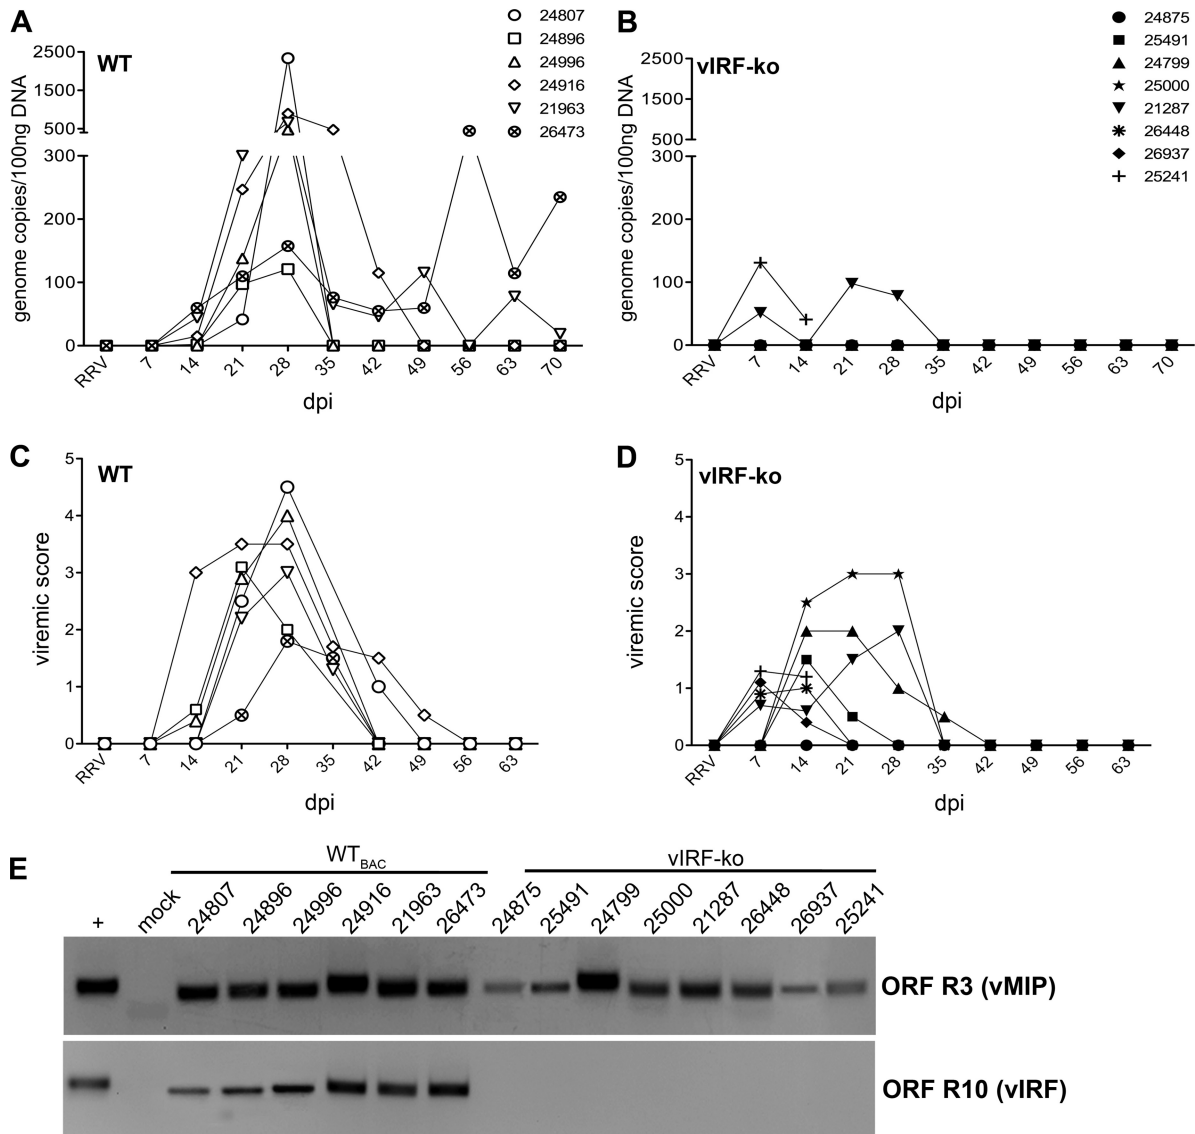 A
WT
genome copies/100ng DNA
2500
1500
500
300
200
100
0
RRV 7 14 21 28 35 42 49 56 63 70
dpi
24807
24896
24996
24916
21963
26473
B
vIRF-ko
genome copies/100ng DNA
2500
1500
500
300
200
100
0
RRV 7 14 21 28 35 42 49 56 63 70
dpi
24875
25491
24799
25000
21287
26448
26937
25241
C
WT
viremic score
5
4
3
2
1
0
RRV 7 14 21 28 35 42 49 56 63
dpi
D
vIRF-ko
viremic score
5
4
3
2
1
0
RRV 7 14 21 28 35 42 49 56 63
dpi
E
WTBAC vIRF-ko
+ mock 24807 24896 24996 24916 21963 26473 24875 25491 24799 25000 21287 26448 26937 25241
ORF R3 (vMIP)
ORF R10 (vIRF)